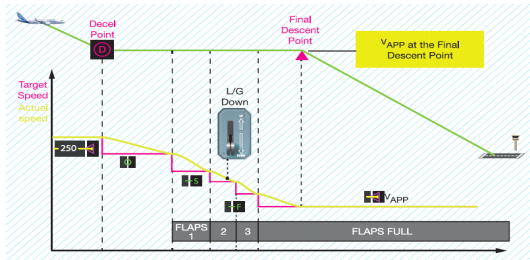 Decel
Point
D
Final
Descent
Point
VAPP at the Final
Descent Point
Target
Speed
Actual
speed
L/G
Down
250
S
F
VAPP
FLAPS
1
2
3
FLAPS FULL